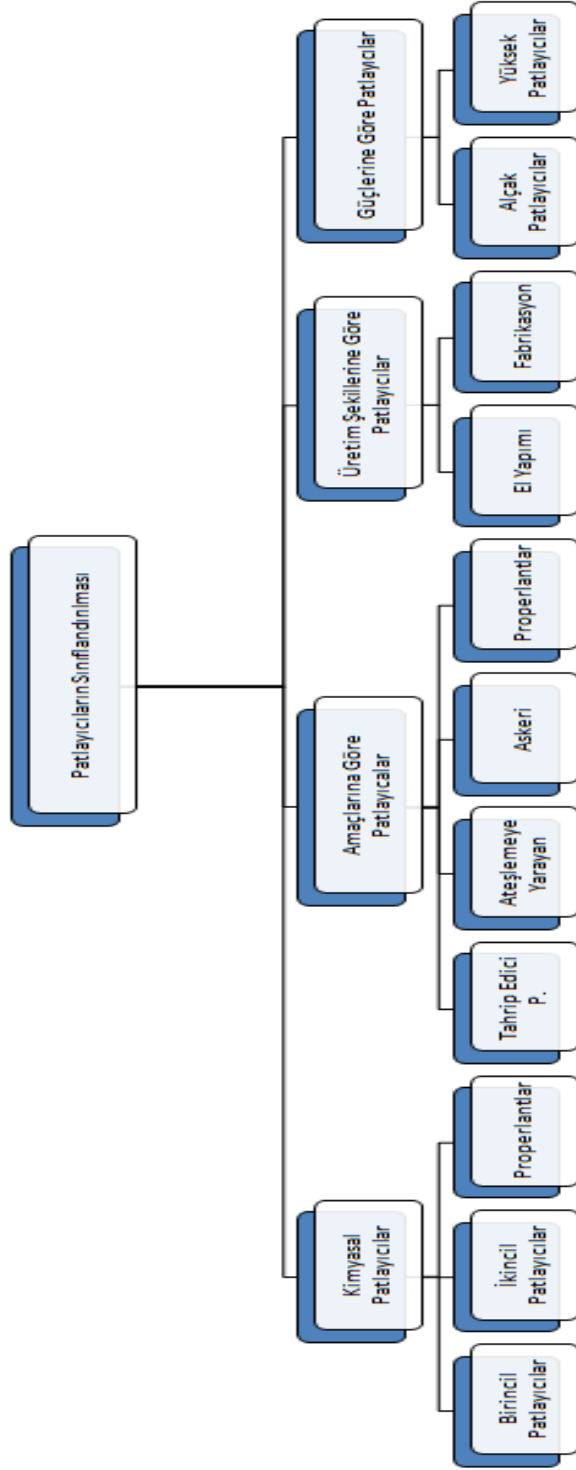 Patlayıcıların Sınıflandırılması
Kimyasal
Patlayıcılar
Amaçlarına Göre
Patlayıcalar
Üretim Şekillerine Göre
Patlayıcılar
Güçlerine Göre Patlayıcılar
Birincil
Patlayıcılar
İkincil
Patlayıcılar
Properlantlar
Tahrip Edici
P.
Ateşlemeye
Yarayan
Askeri
Properlantlar
El Yapımı
Fabrikasyon
Alçak
Patlayıcılar
Yüksek
Patlayıcılar